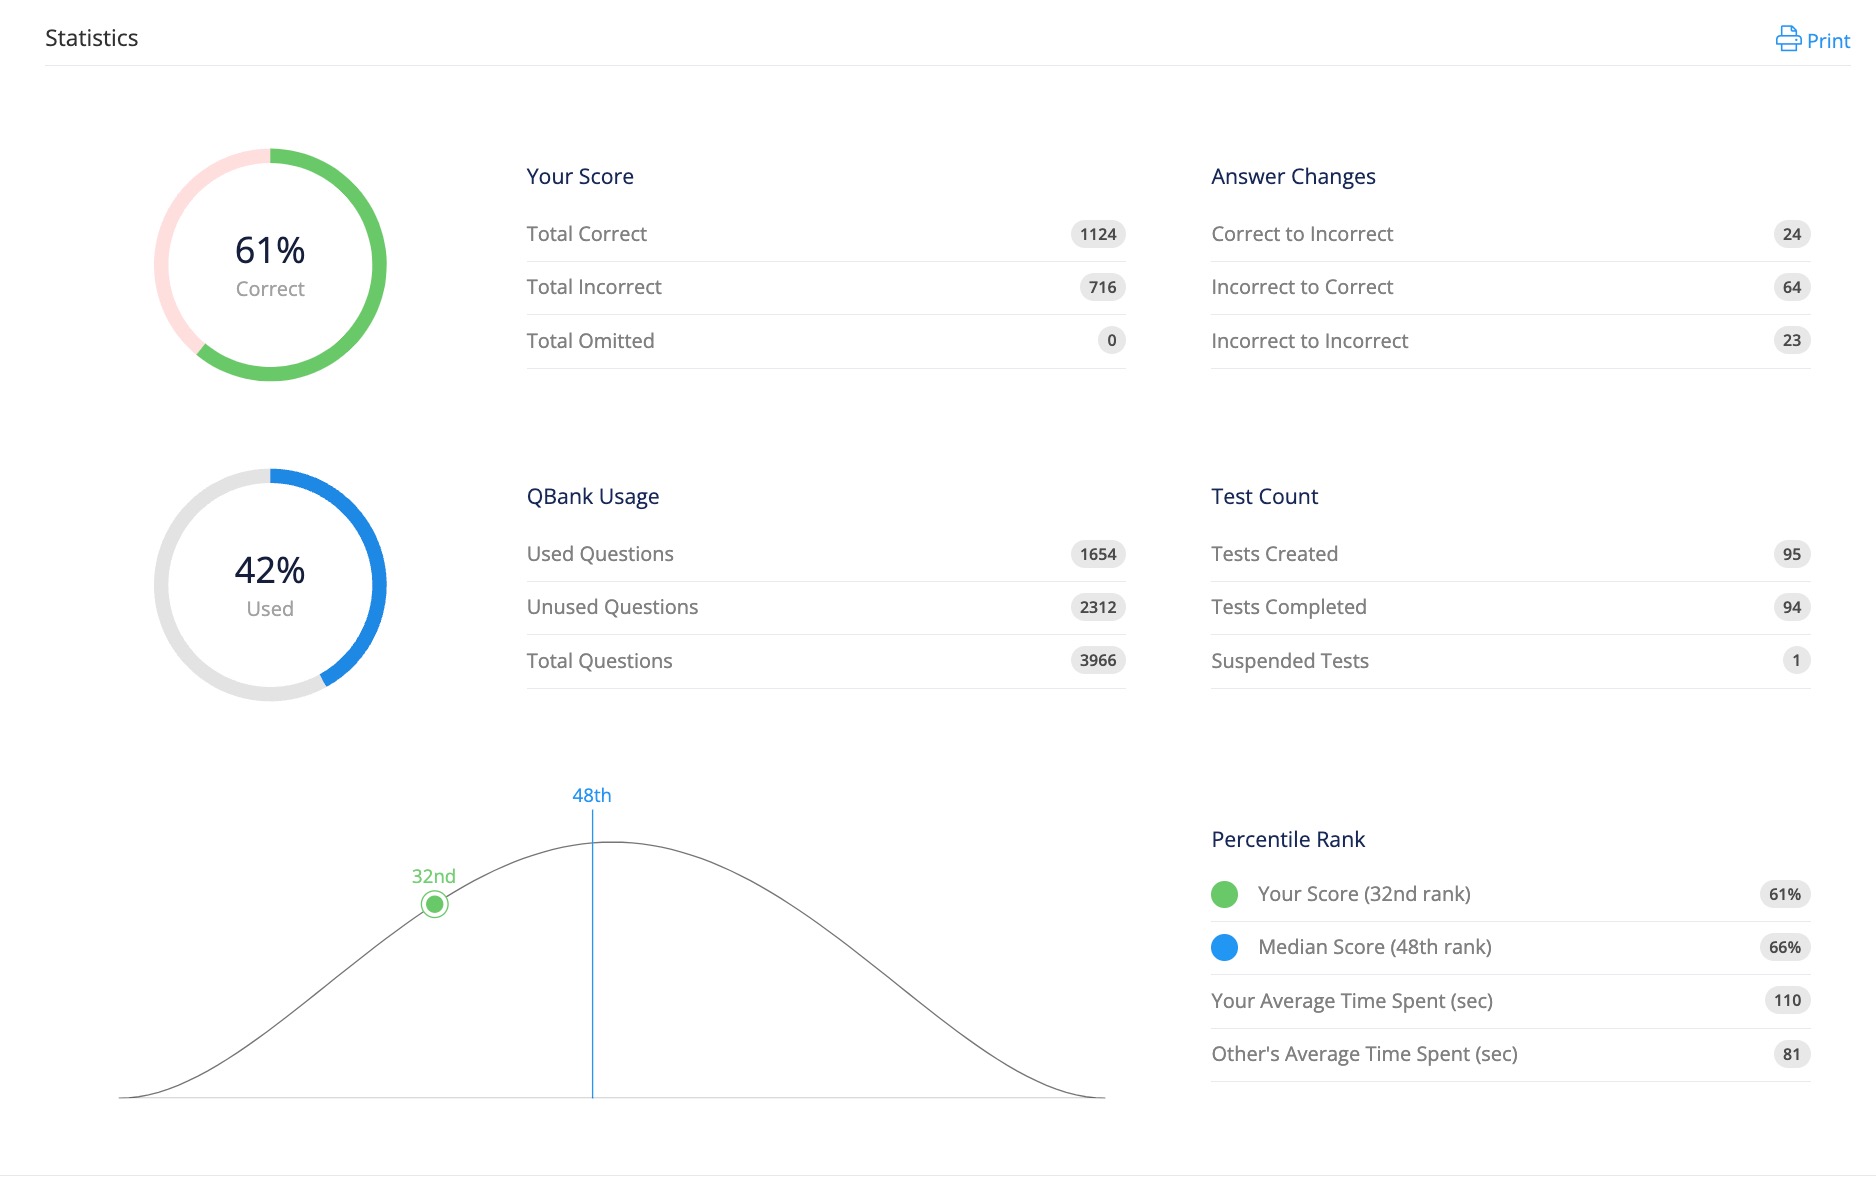 Statistics
Print
61%
Correct
Your Score
Total Correct 1124
Total Incorrect 716
Total Omitted 0
Answer Changes
Correct to Incorrect 24
Incorrect to Correct 64
Incorrect to Incorrect 23
42%
Used
QBank Usage
Used Questions 1654
Unused Questions 2312
Total Questions 3966
Test Count
Tests Created 95
Tests Completed 94
Suspended Tests 1
48th
32nd
Percentile Rank
Your Score (32nd rank) 61%
Median Score (48th rank) 66%
Your Average Time Spent (sec) 110
Other's Average Time Spent (sec) 81